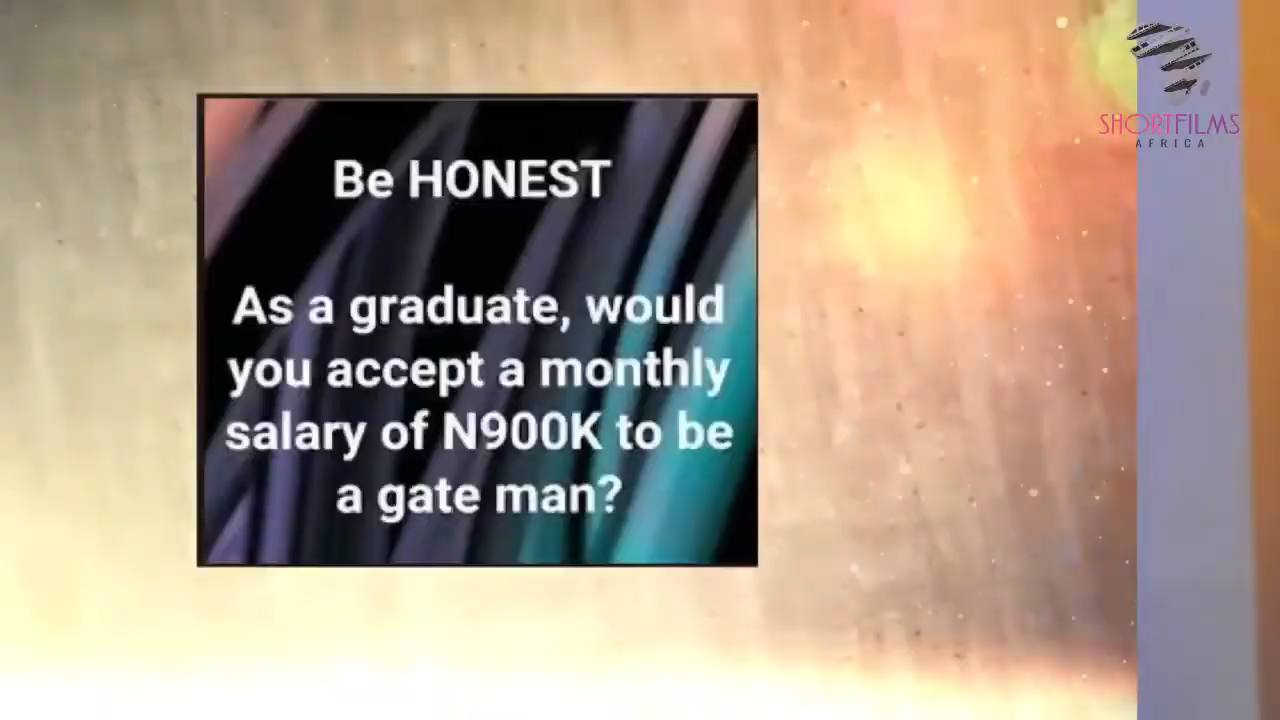 SHORTFILMS
AFRICA
Be HONEST
As a graduate, would
you accept a monthly
salary of N900K to be
a gate man?